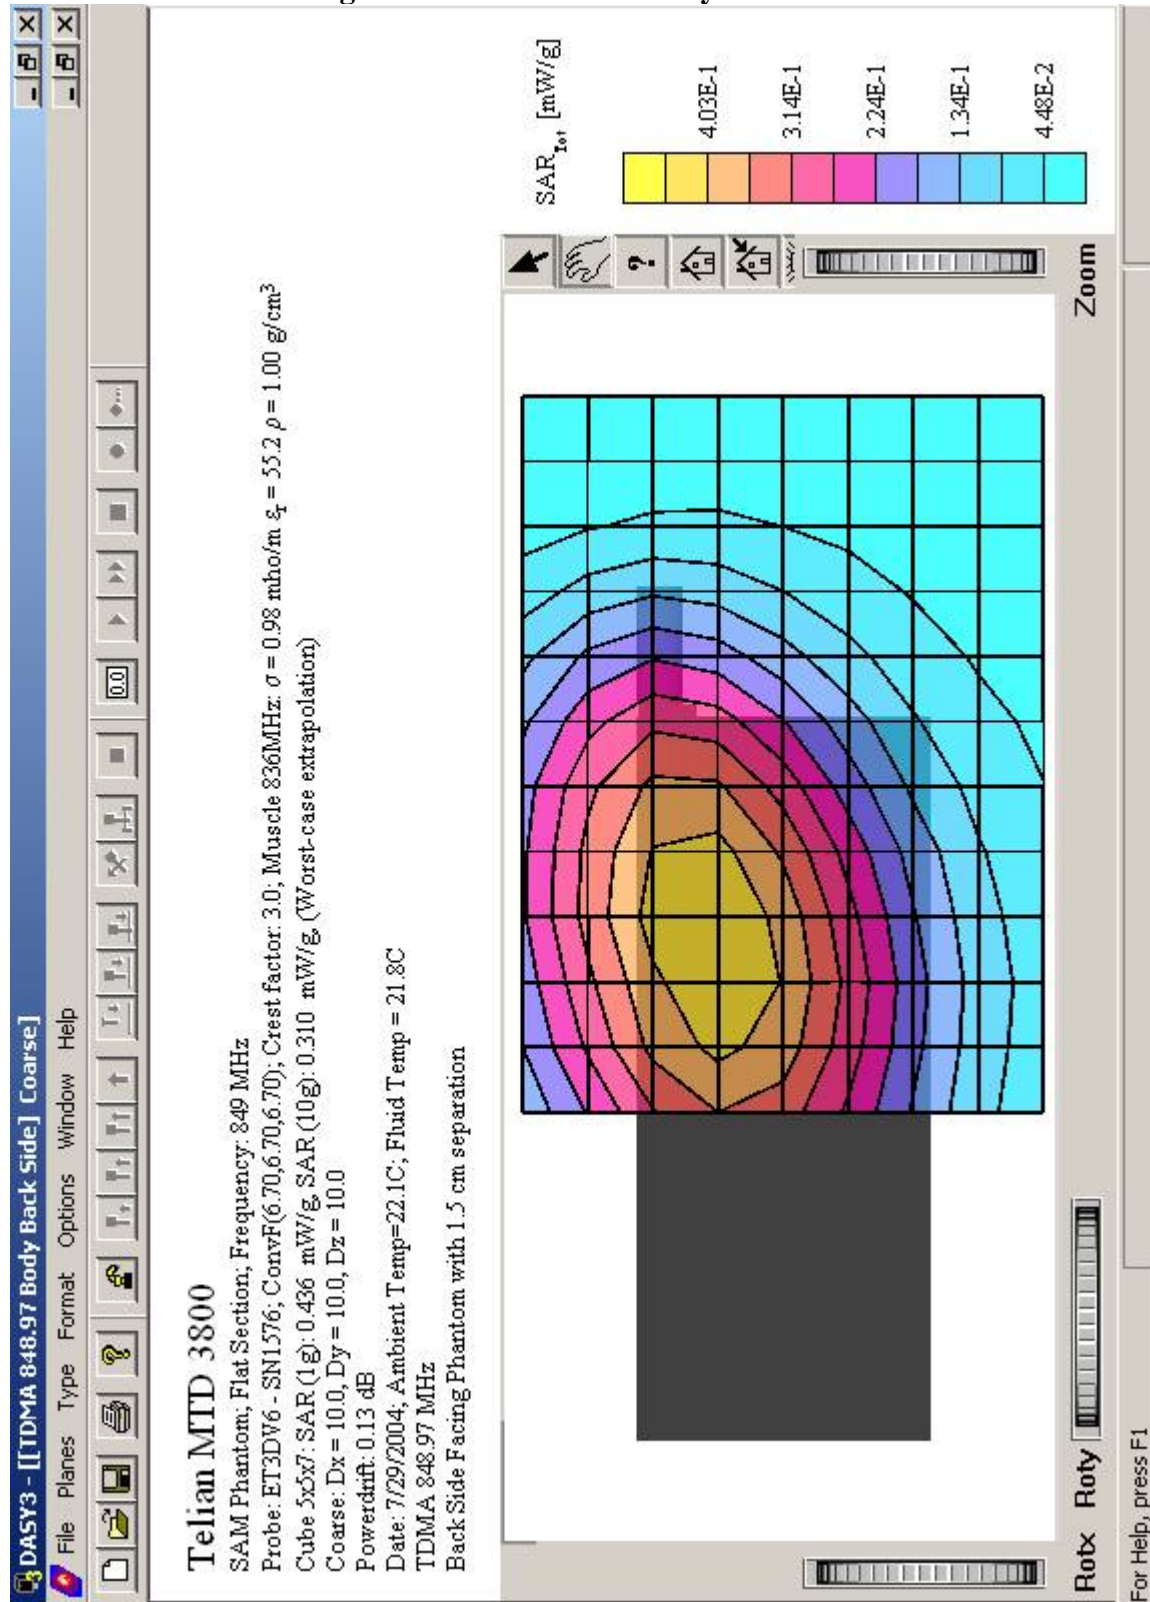 DASY3 - [[TDMA 848.97 Body Back Side] Coarse]
File Planes Type Format Options Window Help
0.0
Telian MTD 3800
SAM Phantom; Flat Section; Frequency: 849 MHz
Probe: ET3DV6 - SN1576; ConvF(6.70,6.70,6.70); Crest factor: 3.0; Muscle 836MHz: σ = 0.98 mho/m εr = 55.2 ρ = 1.00 g/cm³
Cube 5x5x7: SAR (1g): 0.436 mW/g, SAR (10g): 0.310 mW/g, (Worst-case extrapolation)
Coarse: Dx = 10.0, Dy = 10.0, Dz = 10.0
Powerdrift: 0.13 dB
Date: 7/29/2004; Ambient Temp=22.1C; Fluid Temp = 21.8C
TDMA 848.97 MHz
Back Side Facing Phantom with 1.5 cm separation
SAR_Tot [mW/g]
4.03E-1
3.14E-1
2.24E-1
1.34E-1
4.48E-2
Rotx Roty Zoom
For Help, press F1